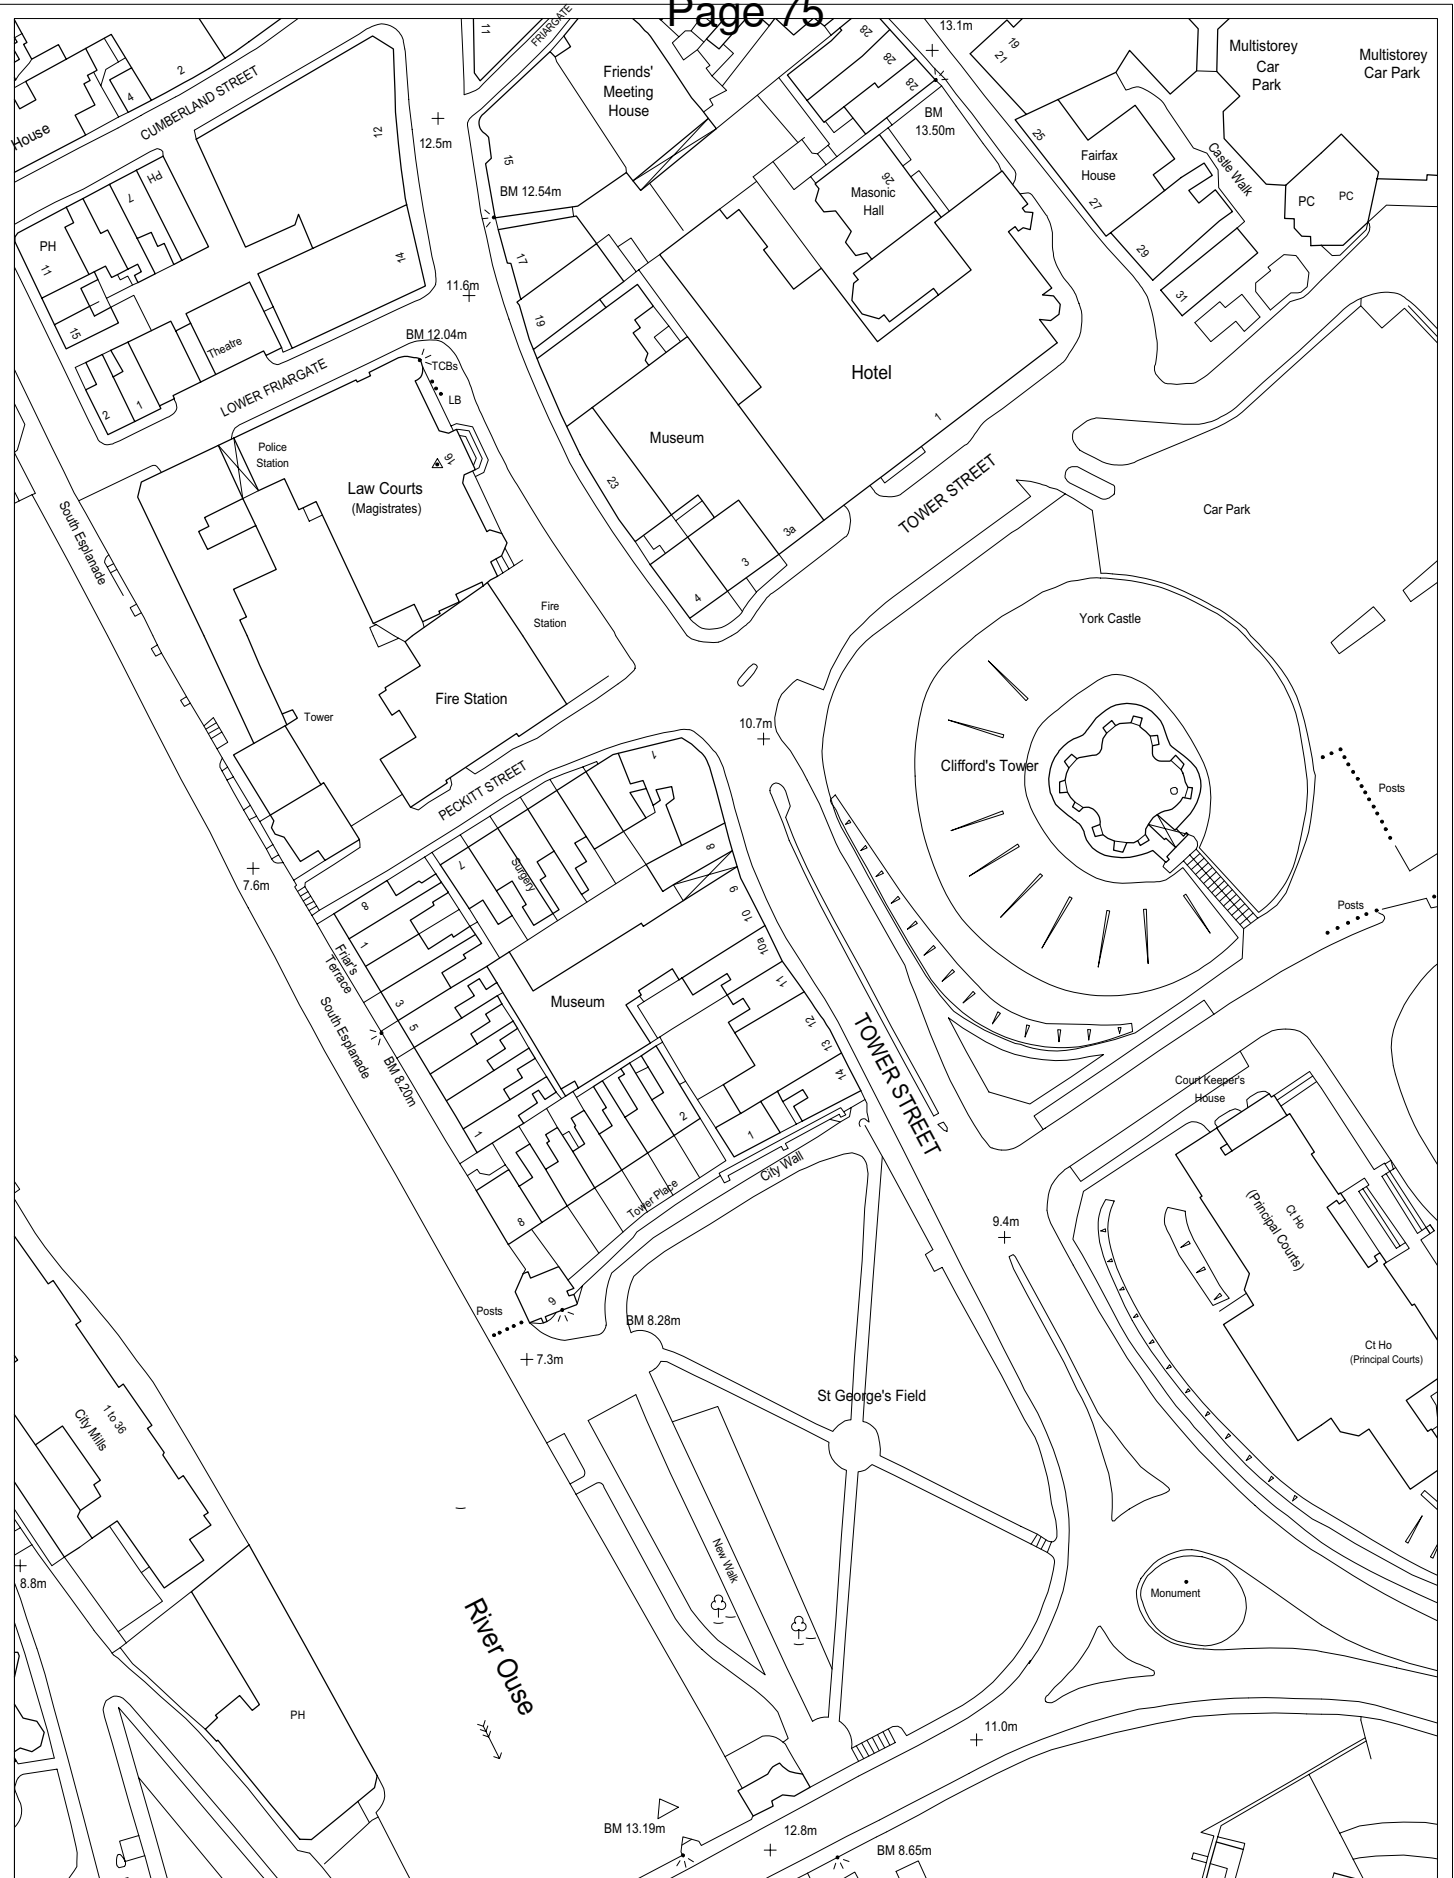 Page 75
FRIARGATE
11
13.1m
28
28
28
19
21
Multistorey
Car
Park
Multistorey
Car Park
2
4
CUMBERLAND STREET
House
Friends'
Meeting
House
12
12.5m
15
BM
13.50m
25
Fairfax
House
Castle Walk
PC
PC
27
29
31
BM 12.54m
26
Masonic
Hall
PH
7
PH
11
15
14
17
11.6m
19
BM 12.04m
TCBs
LB
Theatre
2
1
LOWER FRIARGATE
Hotel
1
Museum
23
Police
Station
16
Law Courts
(Magistrates)
South Esplanade
TOWER STREET
Car Park
3a
3
4
Fire
Station
York Castle
Fire Station
Tower
10.7m
Clifford's Tower
Posts
Posts
PECKITT STREET
1
7
Surgery
8
7.6m
8
9
10
10a
11
12
13
14
1
Friar's
Terrace
3
5
Museum
South Esplanade
BM 8.20m
TOWER STREET
1
2
1
City Wall
Court Keeper's
House
8
Tower Place
9.4m
Ct Ho
(Principal Courts)
Posts
9
BM 8.28m
7.3m
Ct Ho
(Principal Courts)
St George's Field
1 to 36
City Mills
New Walk
8.8m
Monument
River Ouse
PH
11.0m
BM 13.19m
12.8m
BM 8.65m